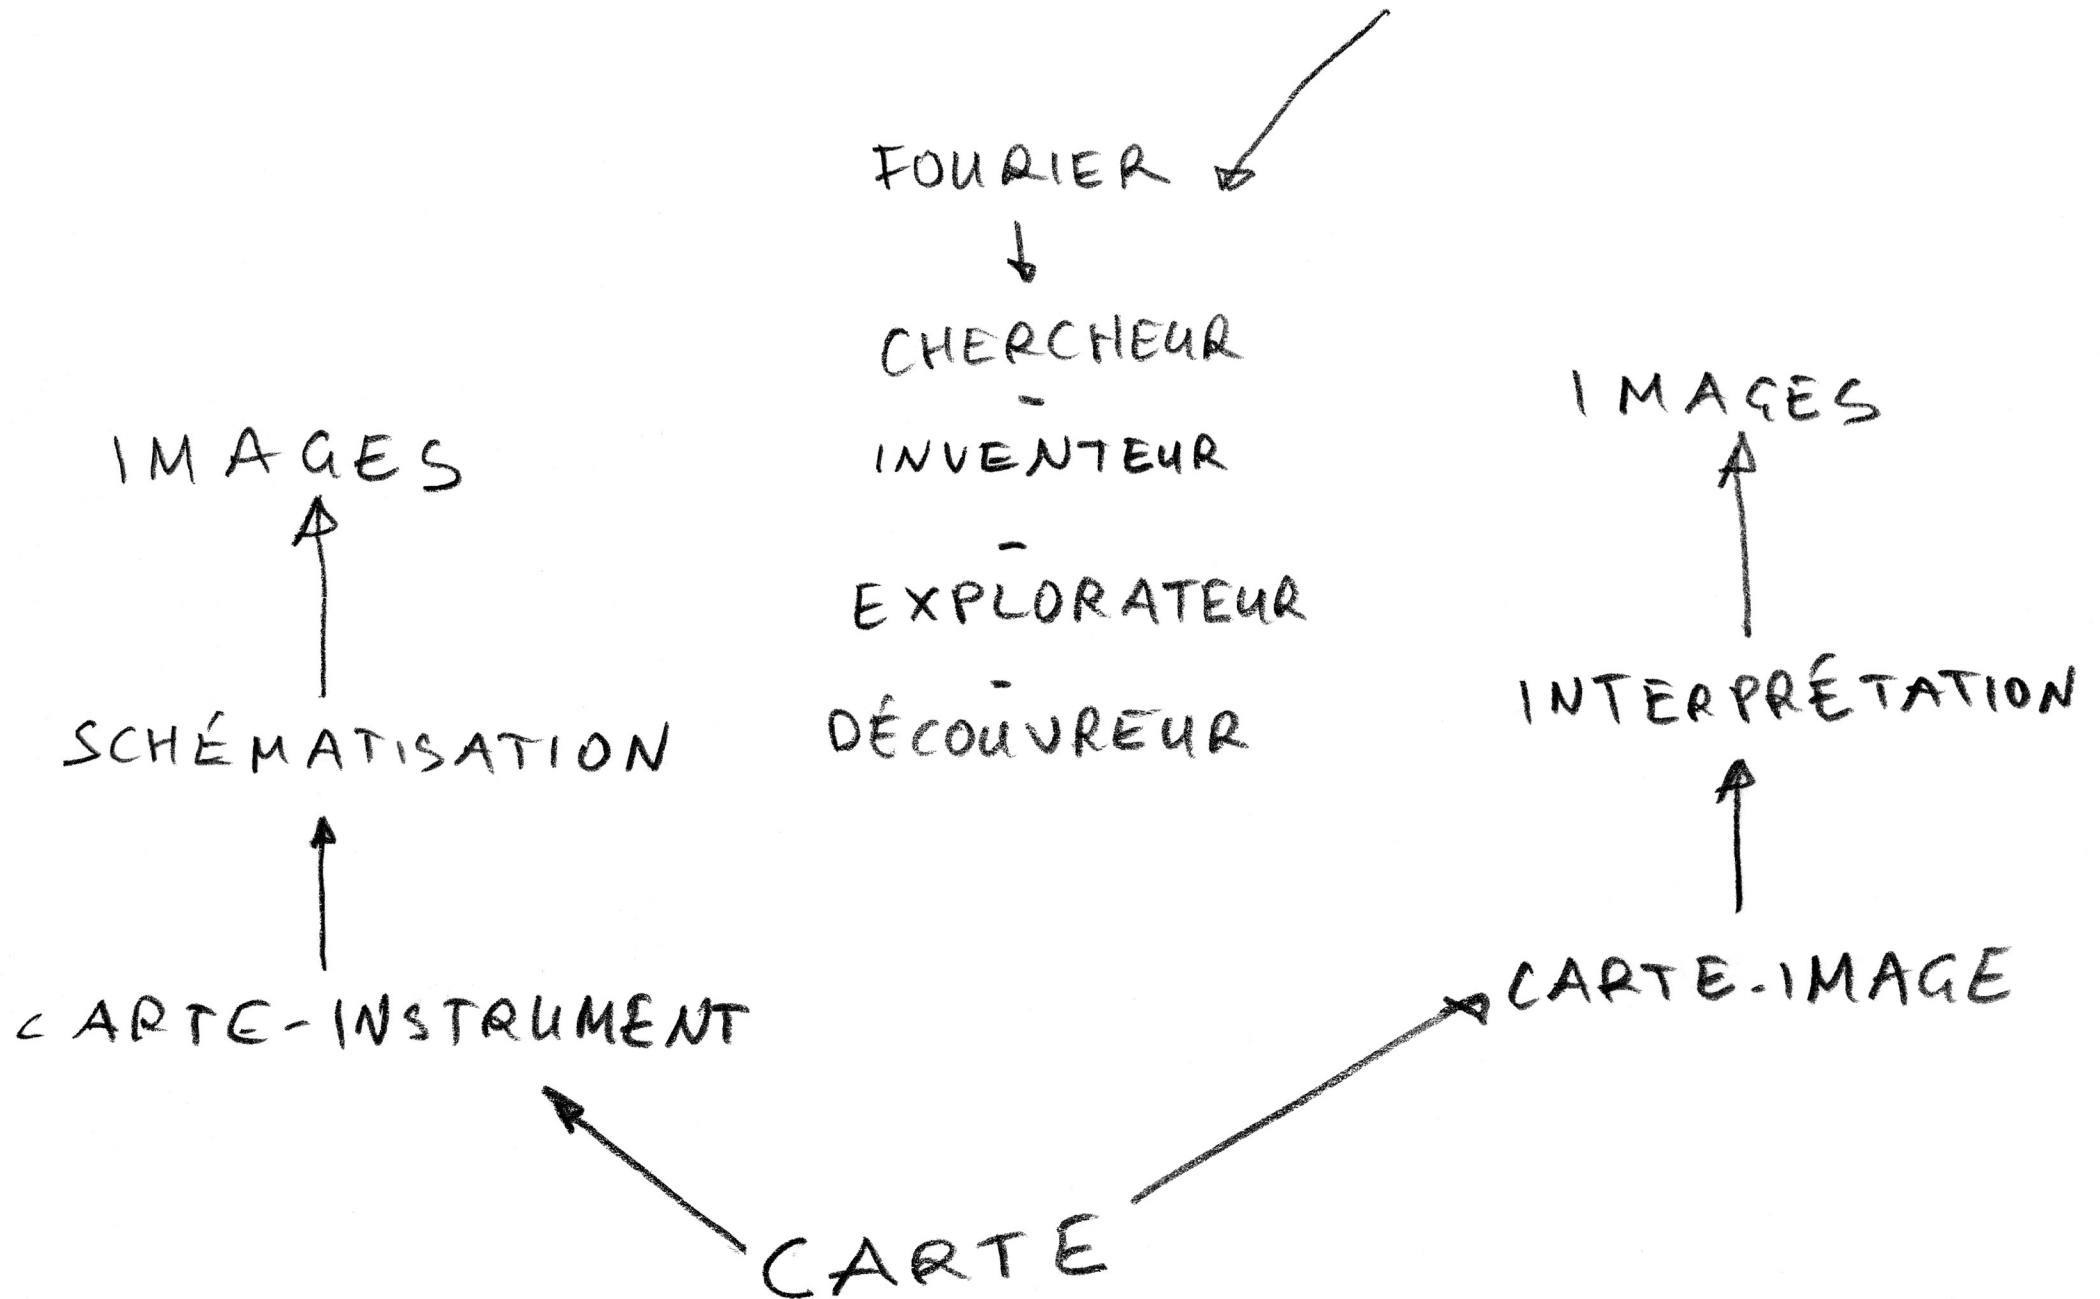 FOURIER
CHERCHEUR
-
INVENTEUR
-
EXPLORATEUR
-
DÉCOUVREUR
IMAGES
SCHÉMATISATION
CARTE-INSTRUMENT
IMAGES
INTERPRÉTATION
CARTE-IMAGE
CARTE